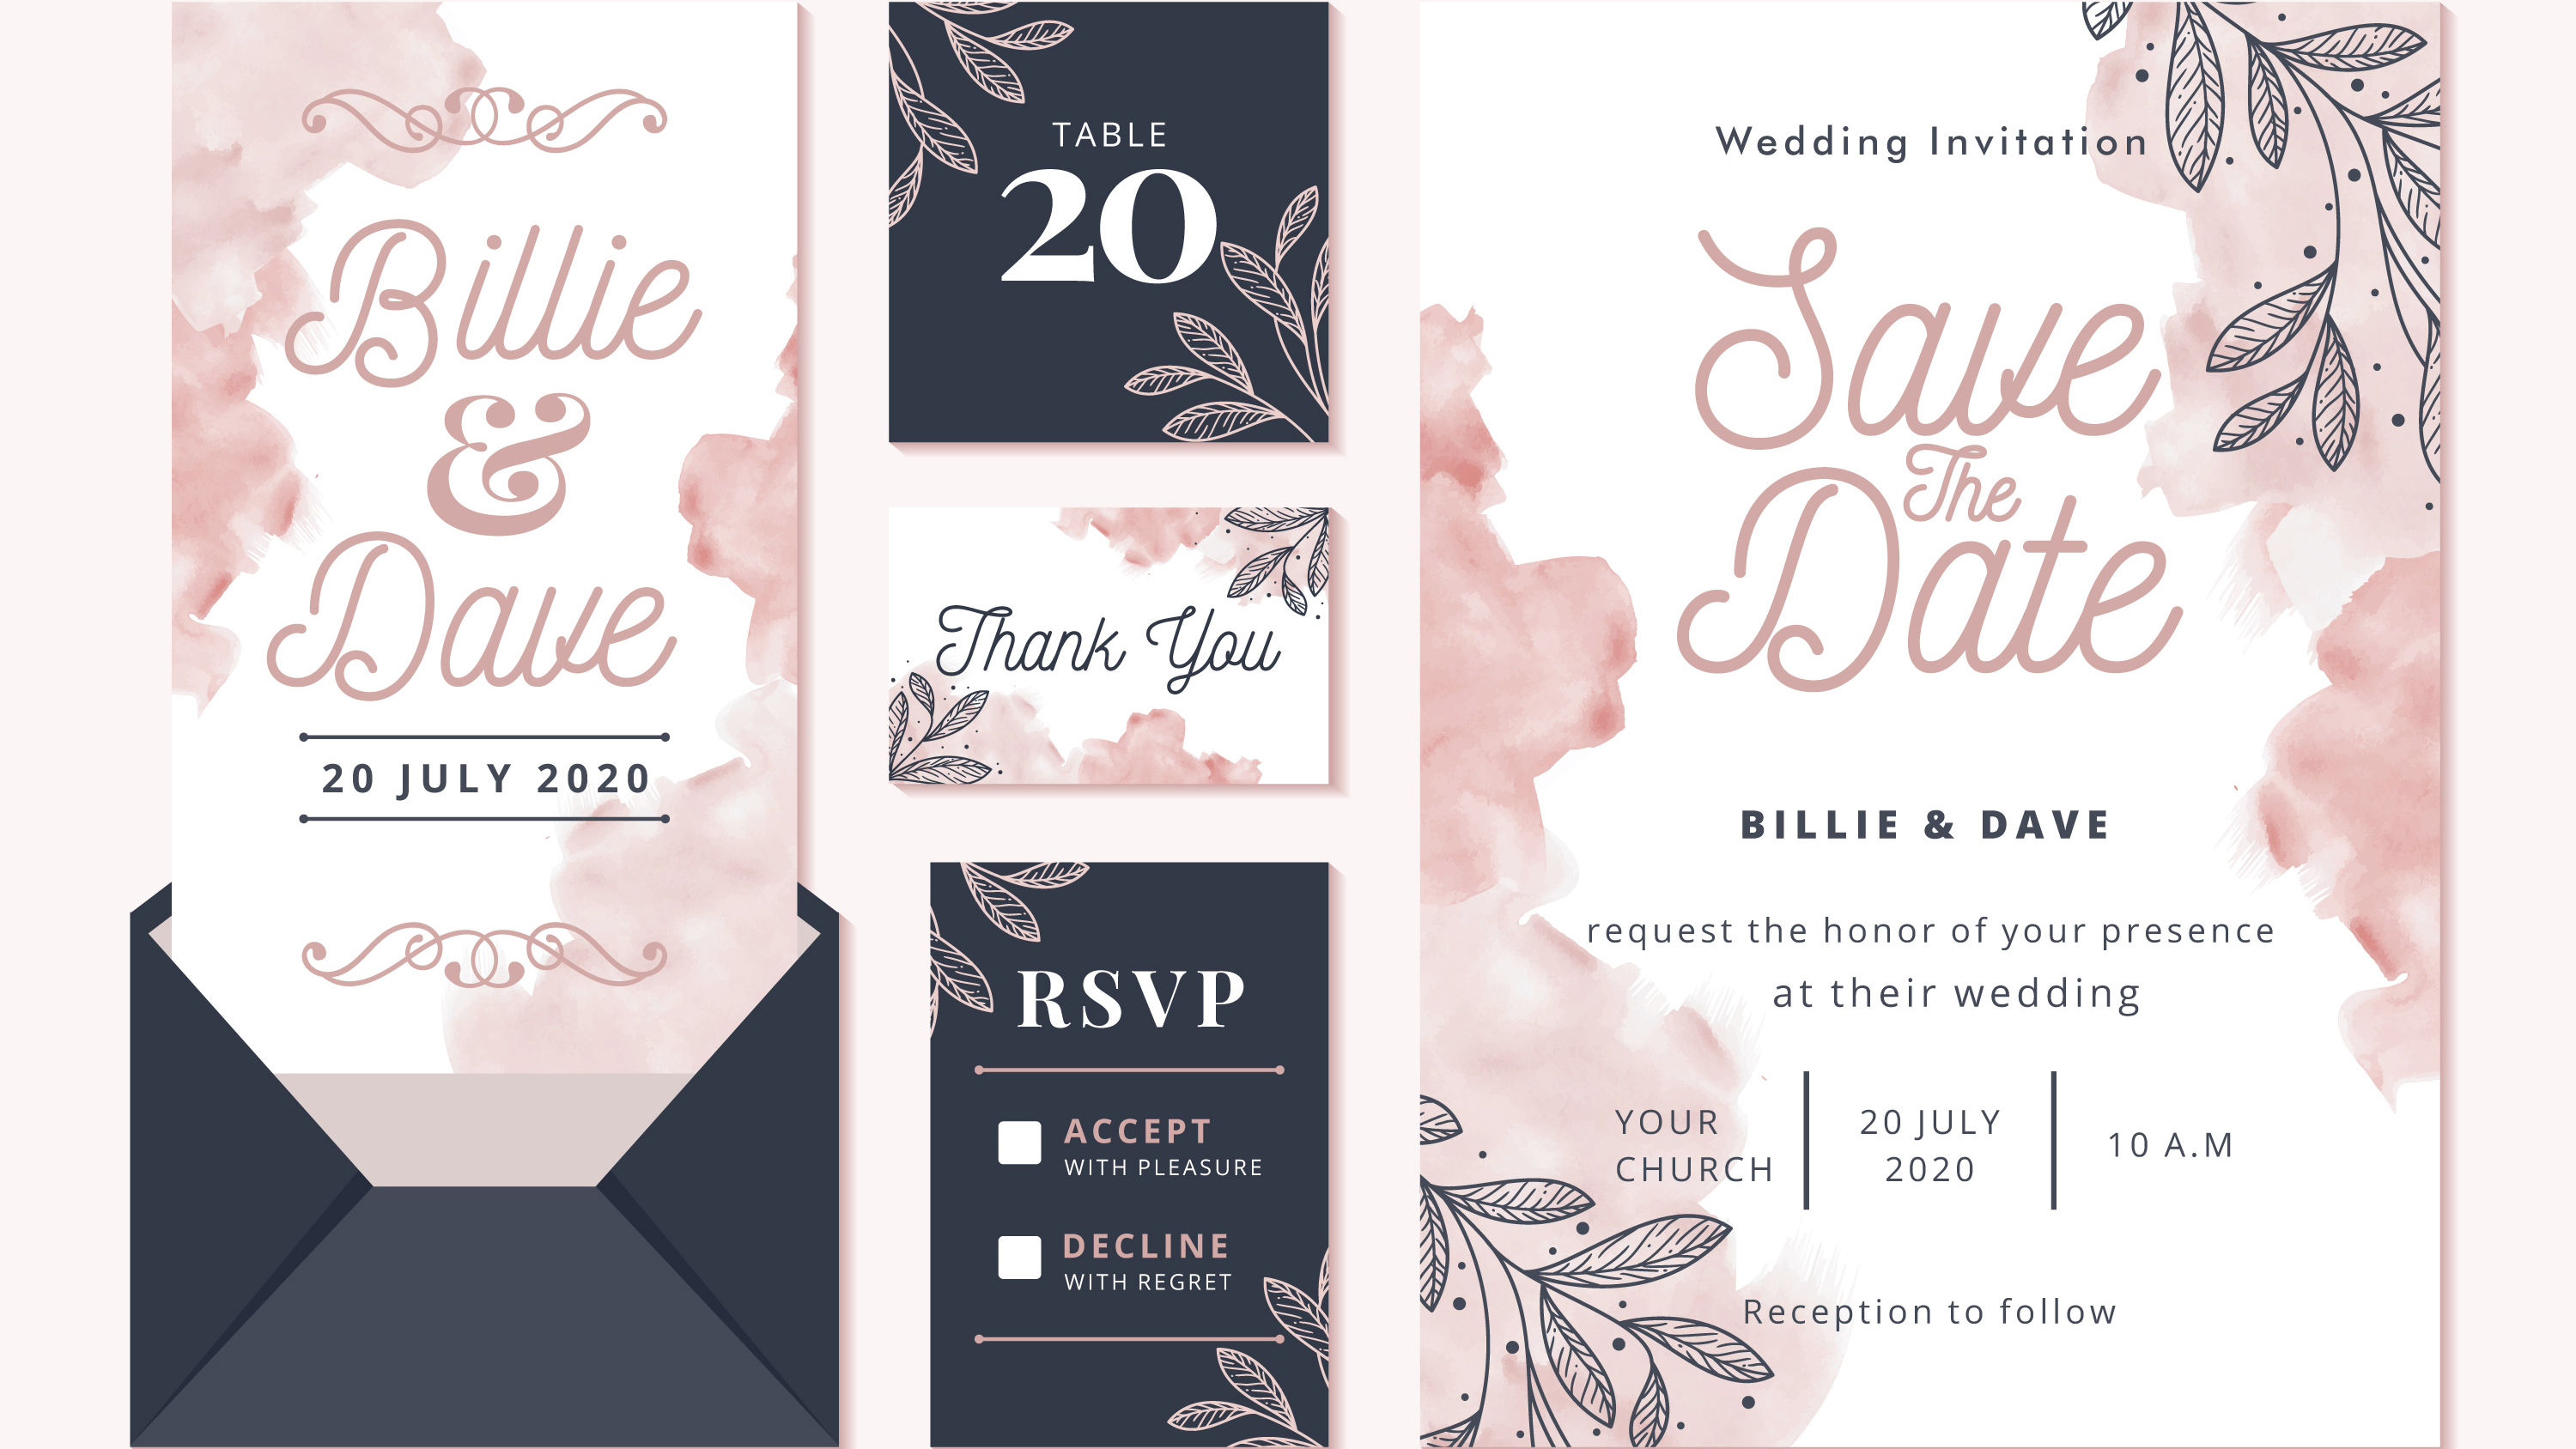 Billie
&
Dave
20 JULY 2020
TABLE
20
Thank You
RSVP
ACCEPT
WITH PLEASURE
DECLINE
WITH REGRET
Wedding Invitation
Save
The
Date
BILLIE & DAVE
request the honor of your presence
at their wedding
YOUR
CHURCH
20 JULY
2020
10 A.M
Reception to follow